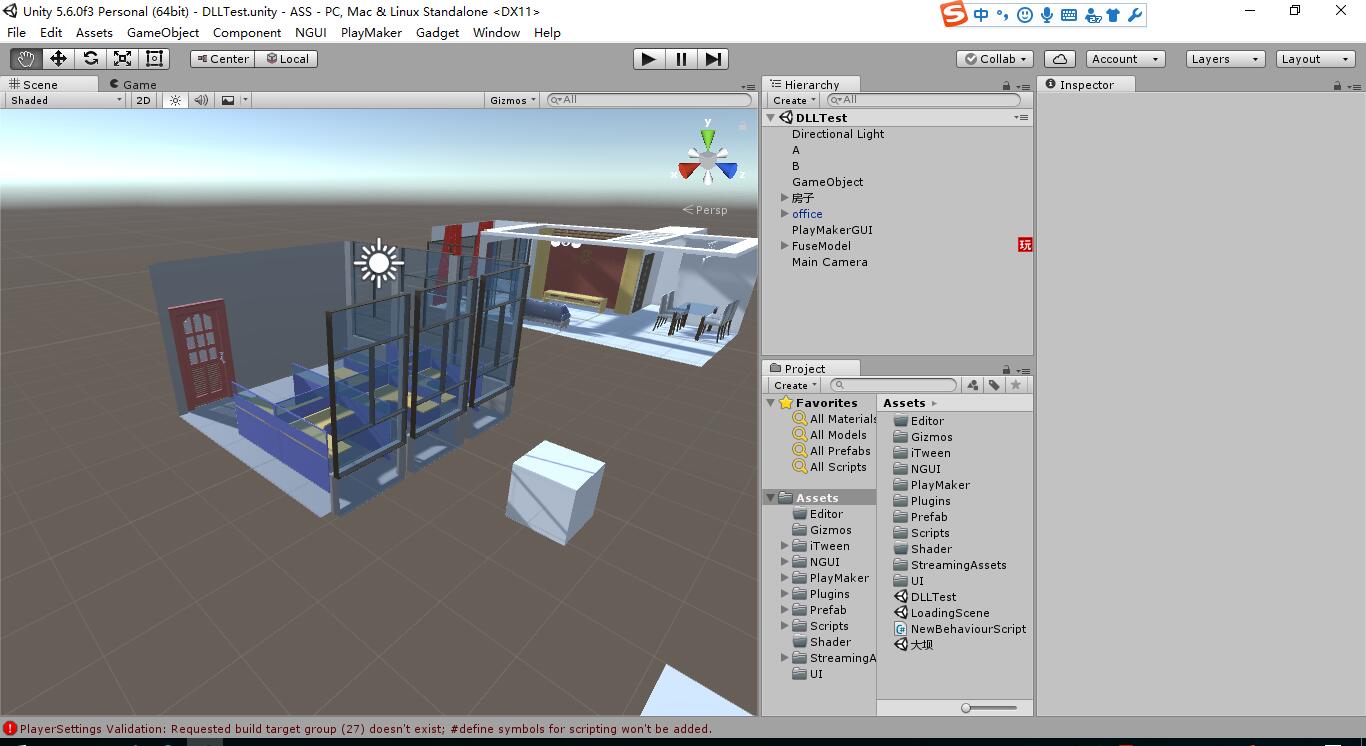 Unity 5.6.0f3 Personal (64bit) - DLLTest.unity - ASS - PC, Mac & Linux Standalone <DX11>
中
File Edit Assets GameObject Component NGUI PlayMaker Gadget Window Help
Center Local Collab Account Layers Layout
Scene Game
Shaded 2D Gizmos All
y
x
z
Persp
Hierarchy
Create All
DLLTest
Directional Light
A
B
GameObject
房子
office
PlayMakerGUI
FuseModel 玩
Main Camera
Project
Create
Favorites
All Materials
All Models
All Prefabs
All Scripts
Assets
Editor
Gizmos
iTween
NGUI
PlayMaker
Plugins
Prefab
Scripts
Shader
StreamingA
UI
Assets
Editor
Gizmos
iTween
NGUI
PlayMaker
Plugins
Prefab
Scripts
Shader
StreamingAssets
UI
DLLTest
LoadingScene
NewBehaviourScript
大坝
Inspector
PlayerSettings Validation: Requested build target group (27) doesn't exist; #define symbols for scripting won't be added.